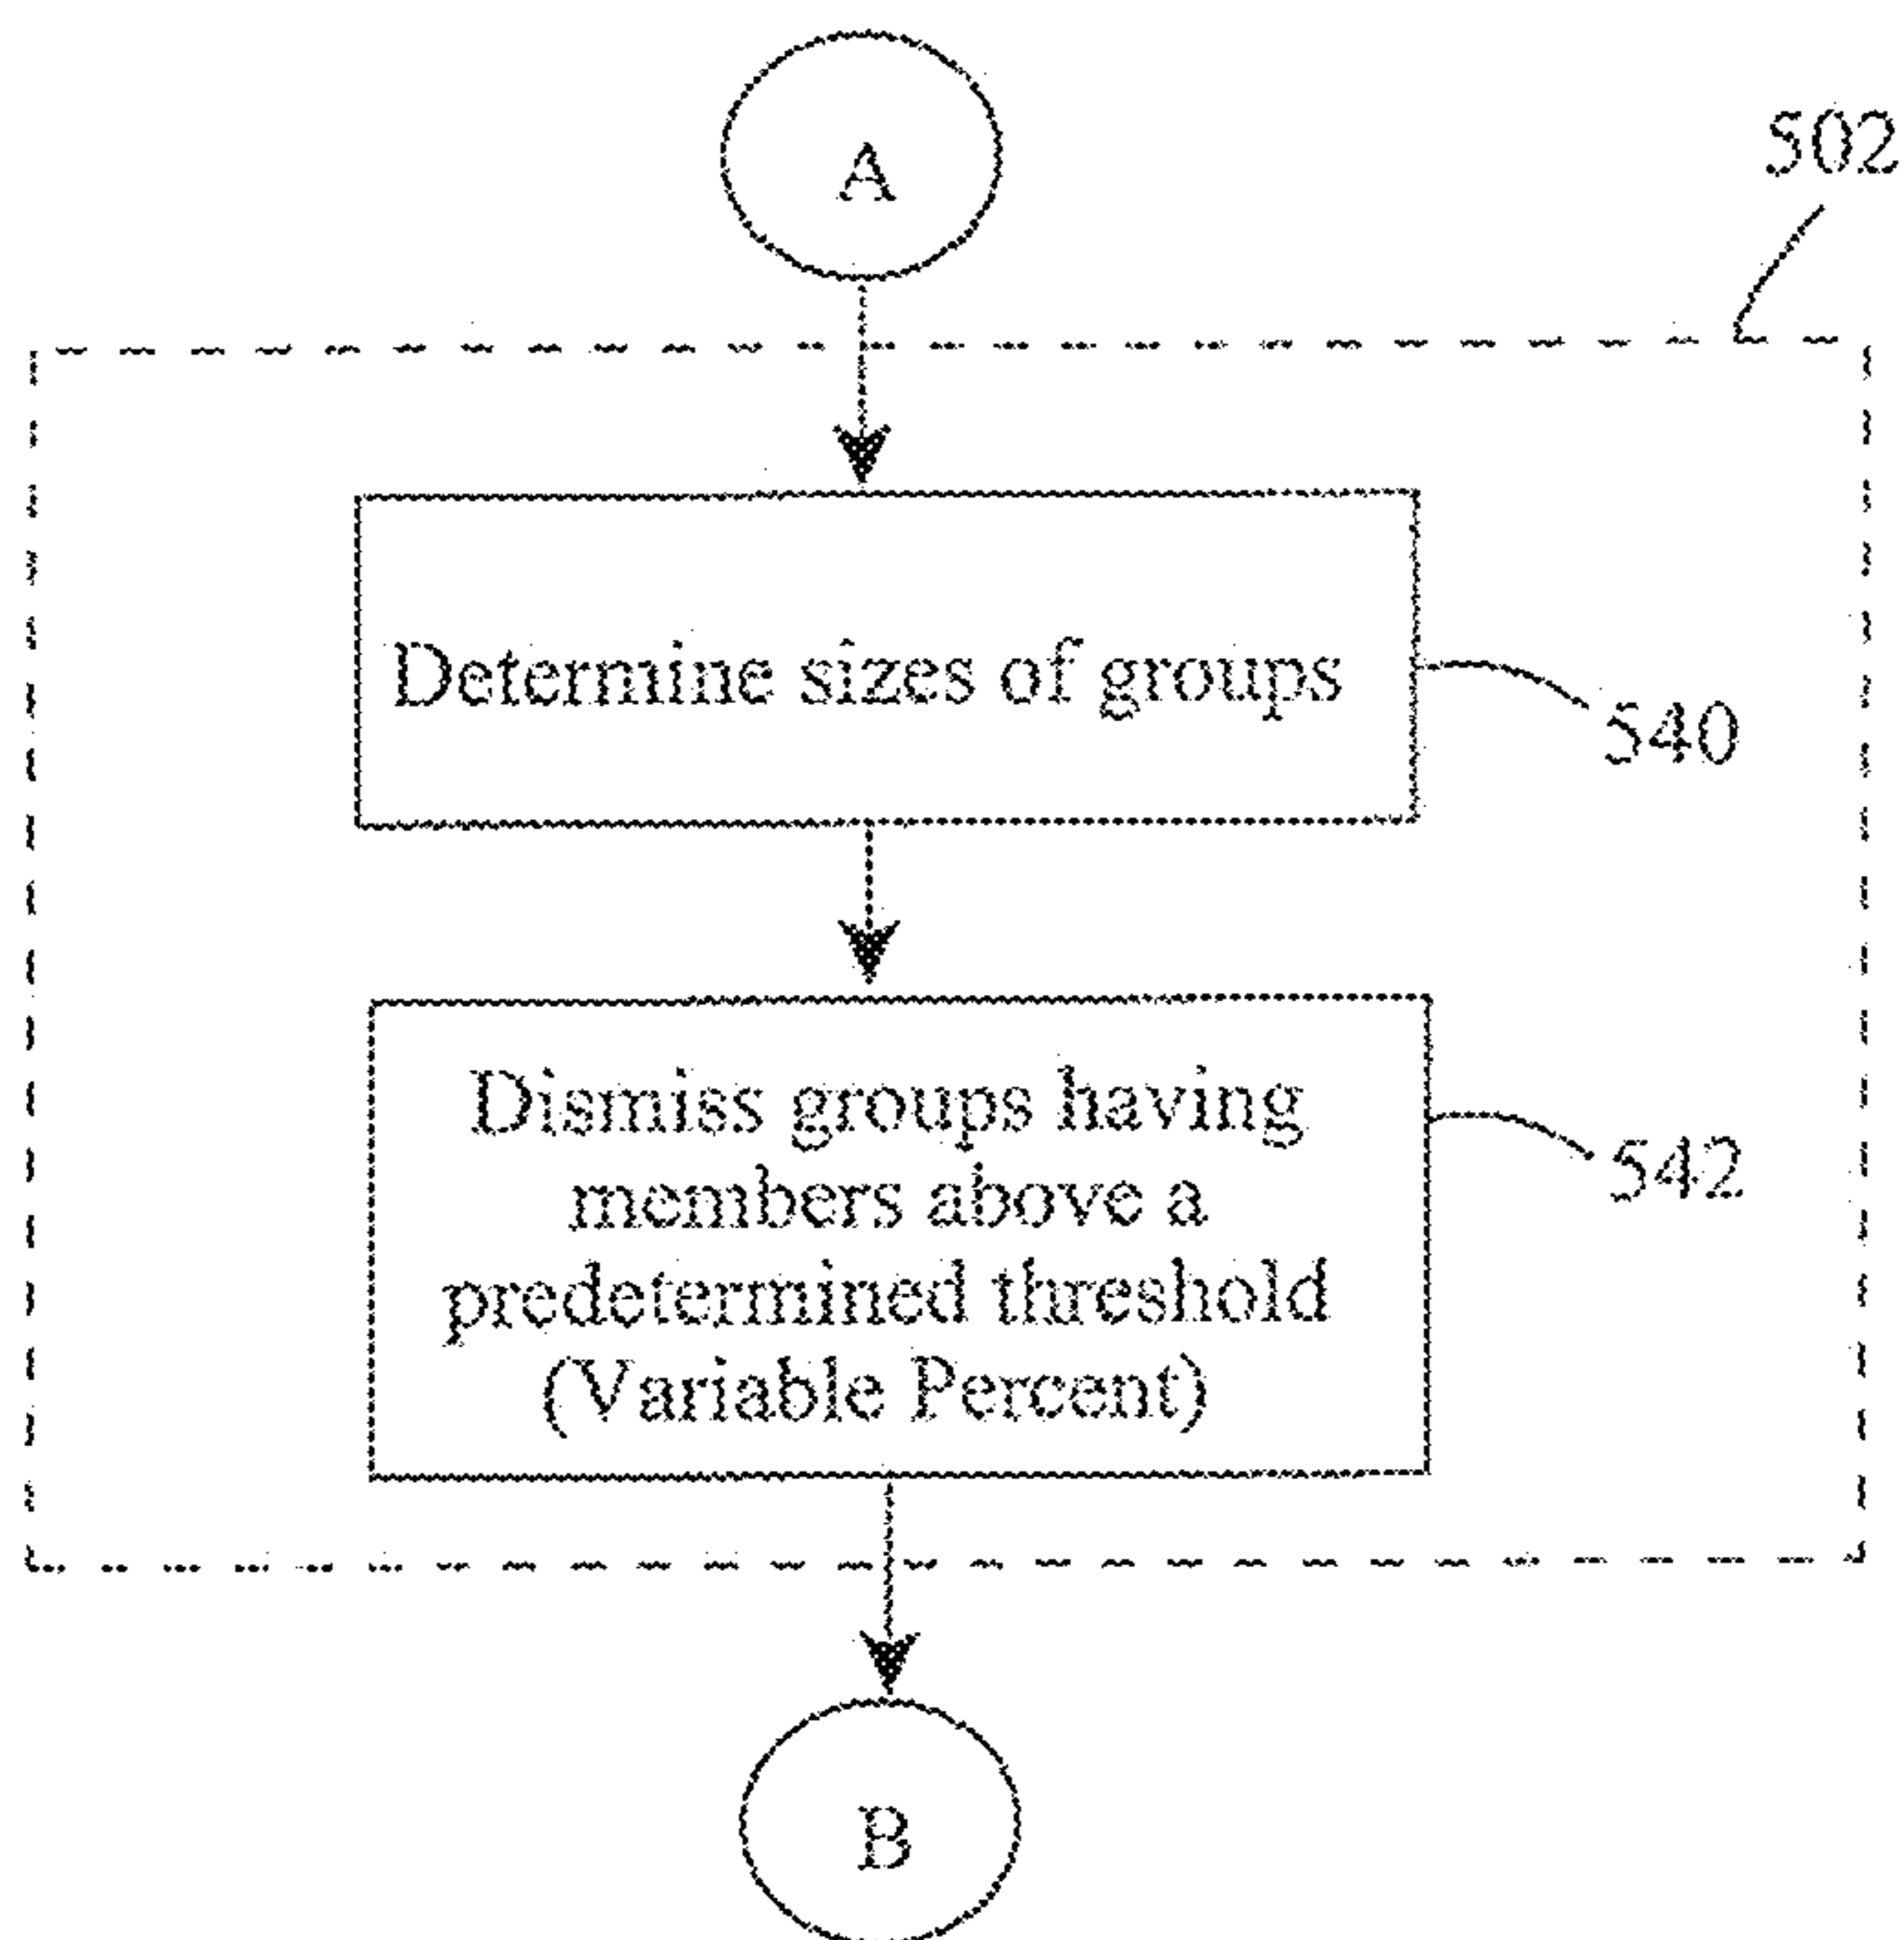 A
502
Determine sizes of groups
540
Dismiss groups having
members above a
predetermined threshold
(Variable Percent)
542
B